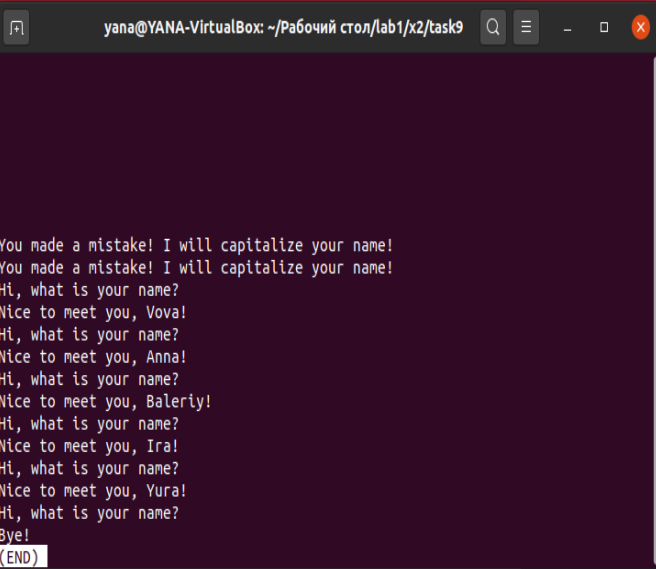 yana@YANA-VirtualBox: ~/Рабочий стол/lab1/x2/task9
You made a mistake! I will capitalize your name!
You made a mistake! I will capitalize your name!
Hi, what is your name?
Nice to meet you, Vova!
Hi, what is your name?
Nice to meet you, Anna!
Hi, what is your name?
Nice to meet you, Baleriy!
Hi, what is your name?
Nice to meet you, Ira!
Hi, what is your name?
Nice to meet you, Yura!
Hi, what is your name?
Bye!
(END)